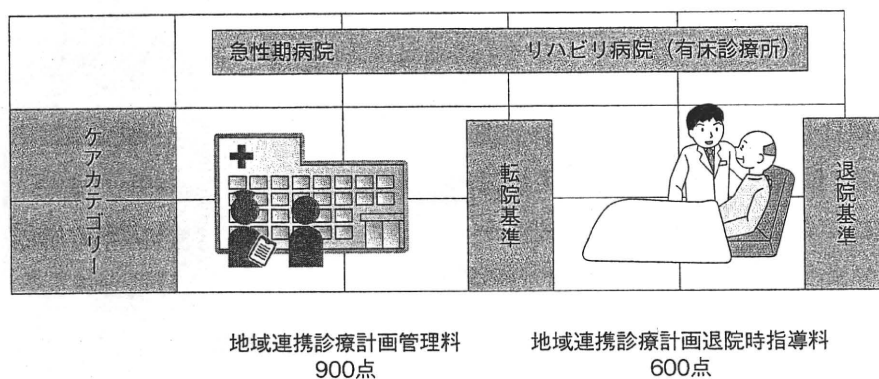 急性期病院
リハビリ病院（有床診療所）
ケアカテゴリー
転院基準
退院基準
地域連携診療計画管理料
900点
地域連携診療計画退院時指導料
600点